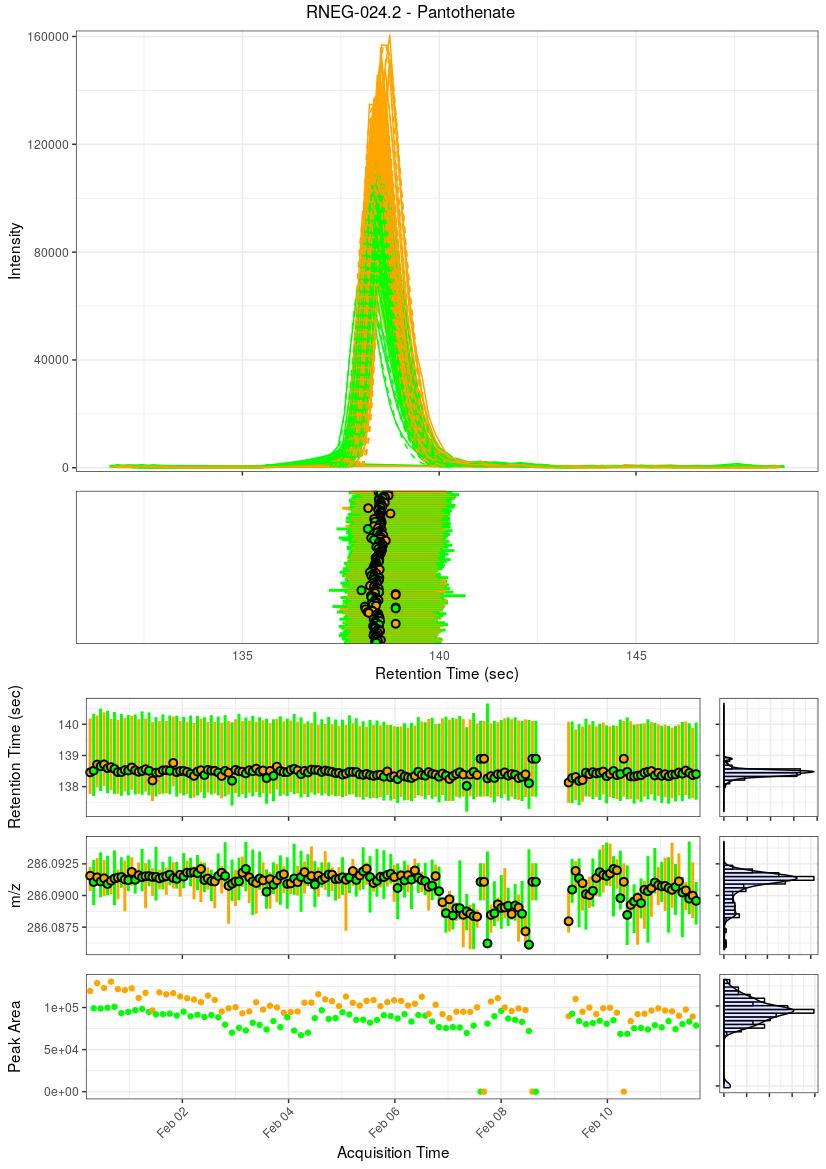 RNEG-024.2 - Pantothenate
160000
120000
80000
40000
0
Intensity
135
140
145
Retention Time (sec)
Retention Time (sec)
140
139
138
m/z
286.0925
286.0900
286.0875
Peak Area
1e+05
5e+04
0e+00
Feb 02
Feb 04
Feb 06
Feb 08
Feb 10
Acquisition Time